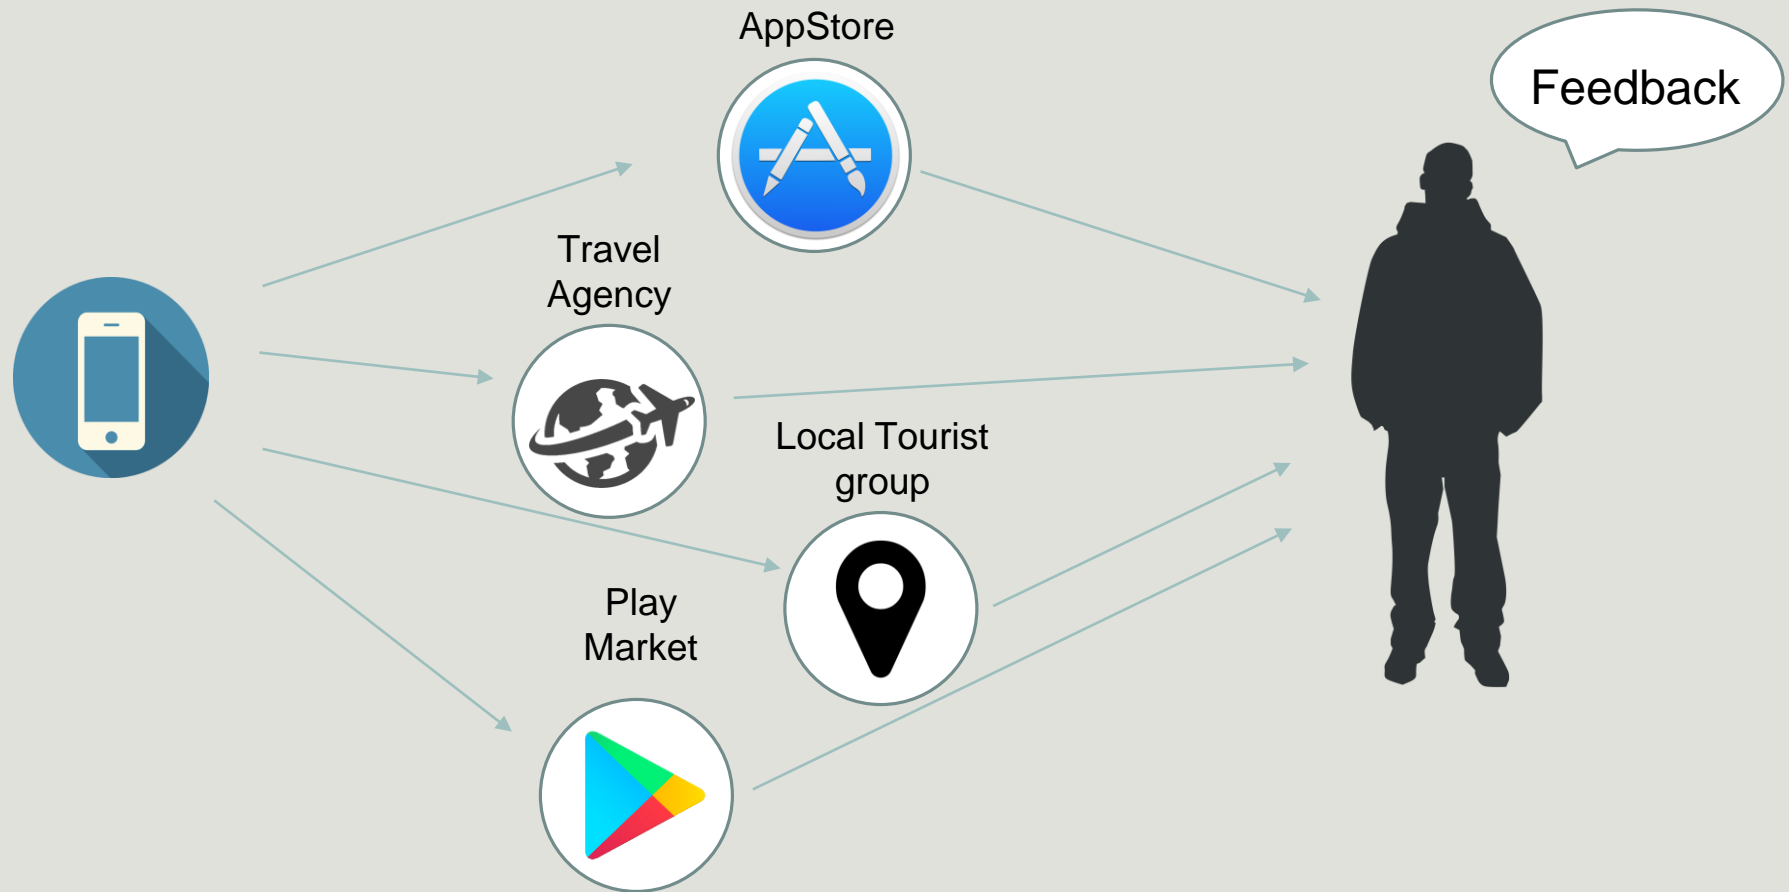 AppStore
Feedback
Travel
Agency
Local Tourist
group
Play
Market